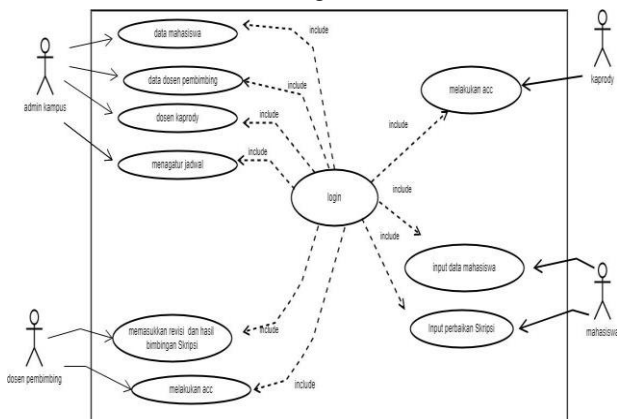 data mahasiswa
include
data dosen pembimbing
include
admin kampus
dosen kaprody
include
menagatur jadwal
include
melakukan acc
kaprody
include
login
include
include
input data mahasiswa
Input perbaikan Skripsi
mahasiswa
memasukkan revisi dan hasil
bimbingan Skripsi
include
dosen pembimbing
melakukan acc
include